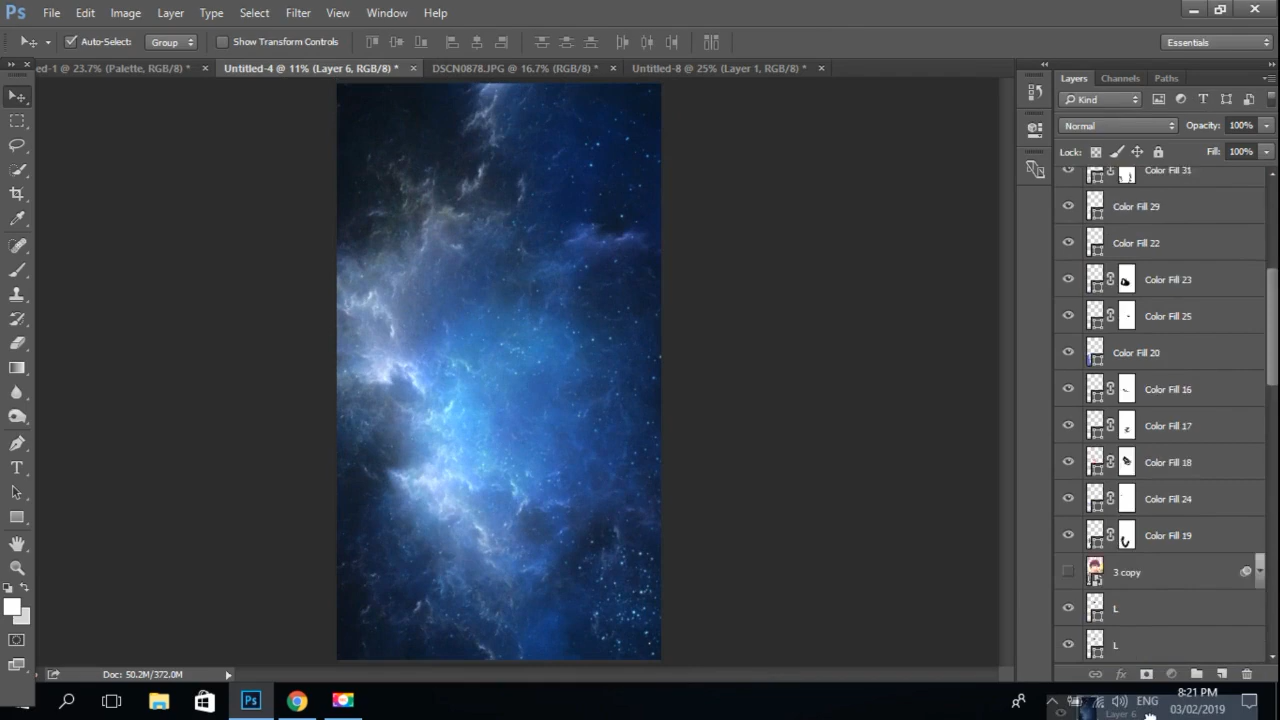 Ps File Edit Image Layer Type Select Filter View Window Help
Auto-Select: Group Show Transform Controls Essentials
ed-1 @ 23.7% (Palette, RGB/8) * × Untitled-4 @ 11% (Layer 6, RGB/8) * × DSCN0878.JPG @ 16.7% (RGB/8) * × Untitled-8 @ 25% (Layer 1, RGB/8) * ×
Layers Channels Paths
Kind
Normal Opacity: 100%
Lock: Fill: 100%
Color Fill 31
Color Fill 29
Color Fill 22
Color Fill 23
Color Fill 25
Color Fill 20
Color Fill 16
Color Fill 17
Color Fill 18
Color Fill 24
Color Fill 19
3 copy
L
L
Doc: 50.2M/372.0M
Ps ENG 8:21 PM
03/02/2019
Layer 6